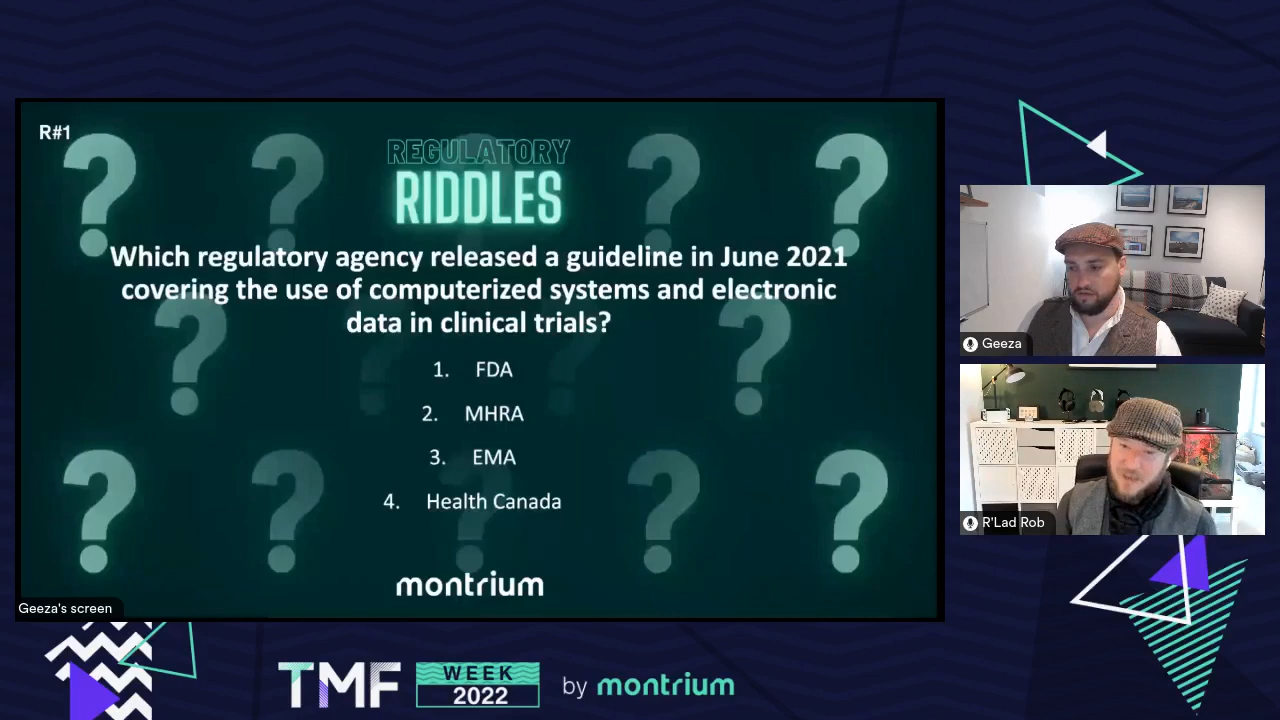 R#1
REGULATORY
RIDDLES
Which regulatory agency released a guideline in June 2021
covering the use of computerized systems and electronic
data in clinical trials?
1. FDA
2. MHRA
3. EMA
4. Health Canada
montrium
Geeza's screen
Geeza
R'Lad Rob
TMF
WEEK
2022
by montrium